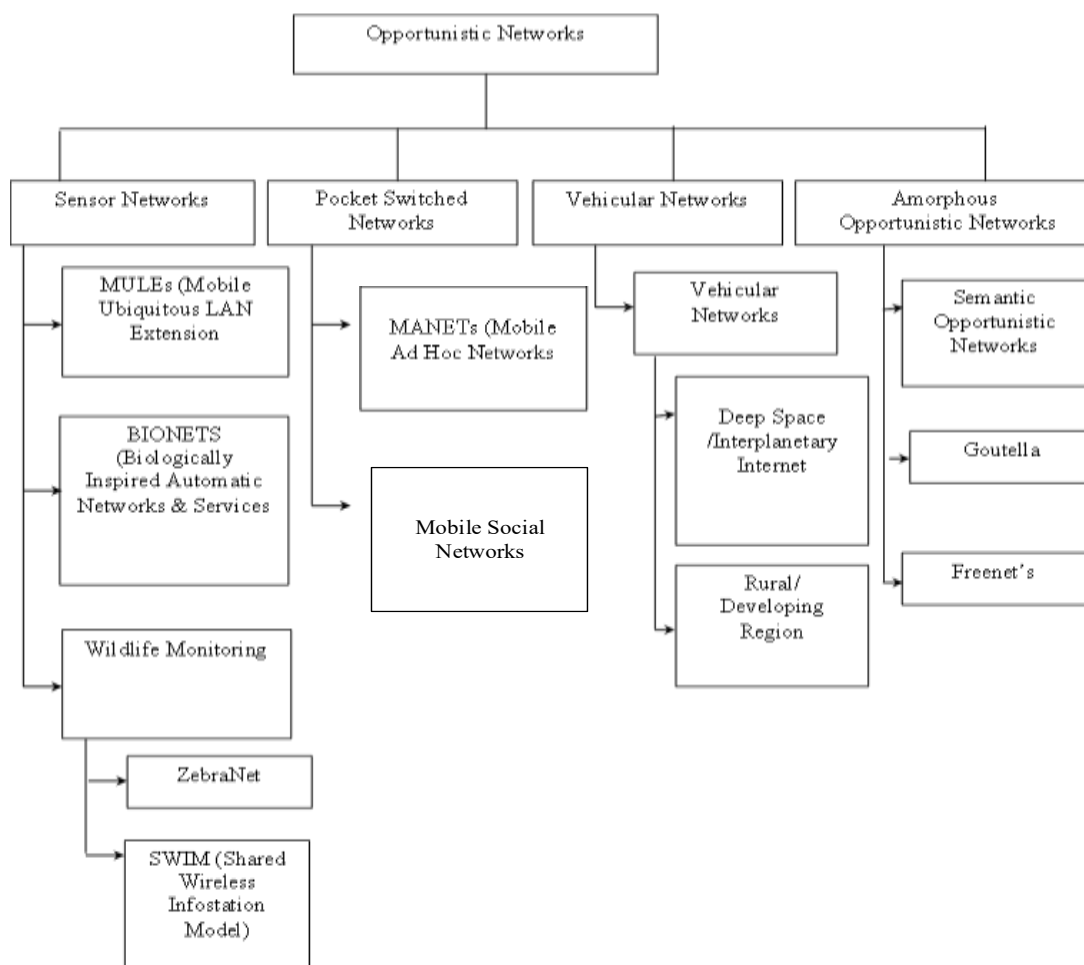 Opportunistic Networks
Sensor Networks
Pocket Switched
Networks
Vehicular Networks
Amorphous
Opportunistic Networks
MULEs (Mobile
Ubiquitous LAN
Extension
BIONETS
(Biologically
Inspired Automatic
Networks & Services
Wildlife Monitoring
ZebraNet
SWIM (Shared
Wireless
Infostation
Model)
MANETs (Mobile
Ad Hoc Networks
Mobile Social
Networks
Vehicular
Networks
Deep Space
/Interplanetary
Internet
Rural/
Developing
Region
Semantic
Opportunistic
Networks
Goutella
Freenet´s